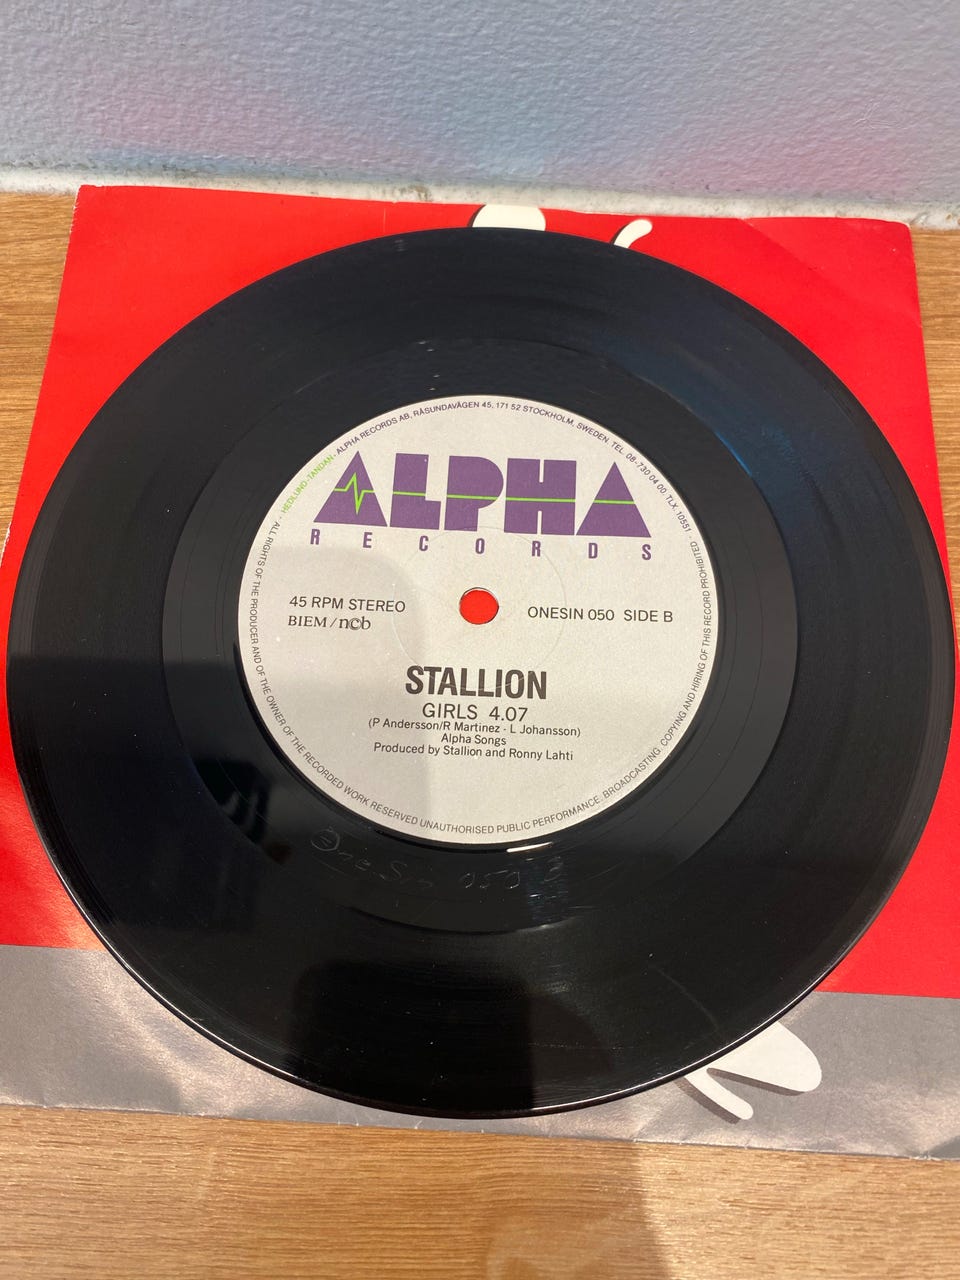 HEDLUND-TANDAN · ALPHA RECORDS AB, RÅSUNDAVÄGEN 45, 171 52 STOCKHOLM, SWEDEN TEL. 08-730 04 00. TLX. 10551 ·
ALPHA
RECORDS
45 RPM STEREO
BIEM/ncb
ONESIN 050 SIDE B
STALLION
GIRLS 4.07
(P Andersson/R Martinez - L Johansson)
Alpha Songs
Produced by Stallion and Ronny Lahti
· ALL RIGHTS OF THE PRODUCER AND OF THE OWNER OF THE RECORDED WORK RESERVED UNAUTHORISED PUBLIC PERFORMANCE, BROADCASTING, COPYING AND HIRING OF THIS RECORD PROHIBITED
OneSin 050 B